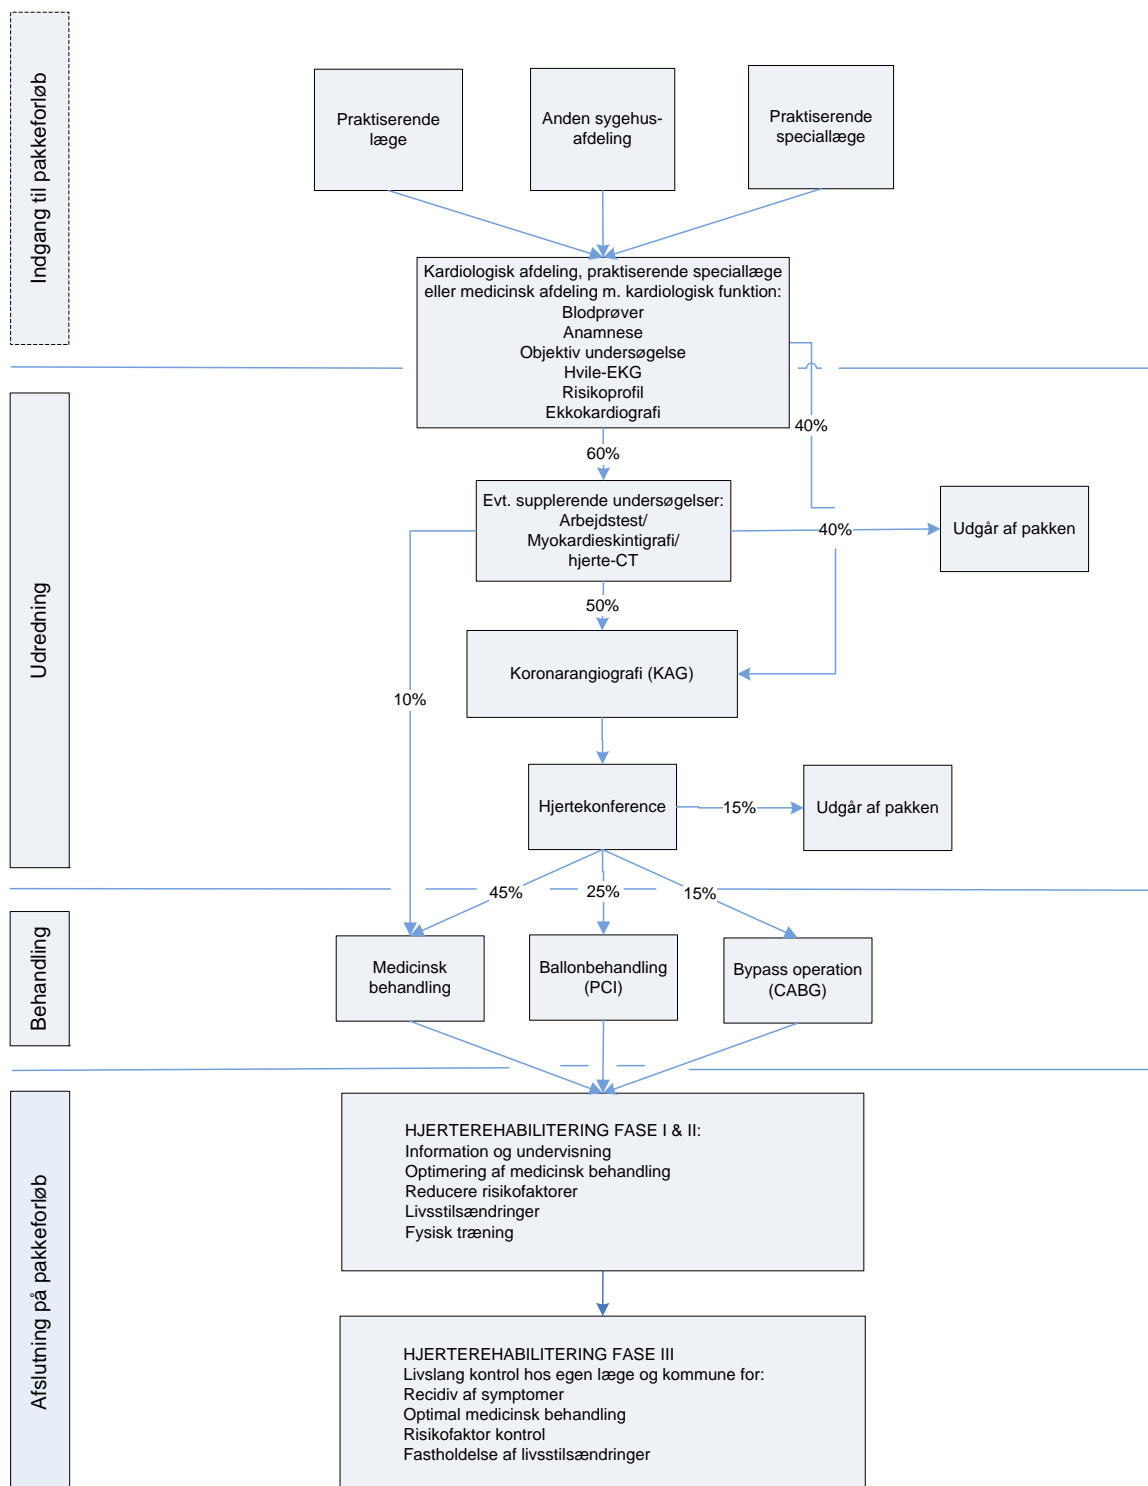 Indgang til pakkeforløb
Praktiserende
læge
Anden sygehus-
afdeling
Praktiserende
speciallæge
Kardiologisk afdeling, praktiserende speciallæge
eller medicinsk afdeling m. kardiologisk funktion:
Blodprøver
Anamnese
Objektiv undersøgelse
Hvile-EKG
Risikoprofil
Ekkokardiografi
40%
60%
Udredning
Evt. supplerende undersøgelser:
Arbejdstest/
Myokardieskintigrafi/
hjerte-CT
40%
Udgår af pakken
50%
Koronarangiografi (KAG)
10%
Hjertekonference
15%
Udgår af pakken
45%
25%
15%
Behandling
Medicinsk
behandling
Ballonbehandling
(PCI)
Bypass operation
(CABG)
Afslutning på pakkeforløb
HJERTEREHABILITERING FASE I & II:
Information og undervisning
Optimering af medicinsk behandling
Reducere risikofaktorer
Livsstilsændringer
Fysisk træning
HJERTEREHABILITERING FASE III
Livslang kontrol hos egen læge og kommune for:
Recidiv af symptomer
Optimal medicinsk behandling
Risikofaktor kontrol
Fastholdelse af livsstilsændringer